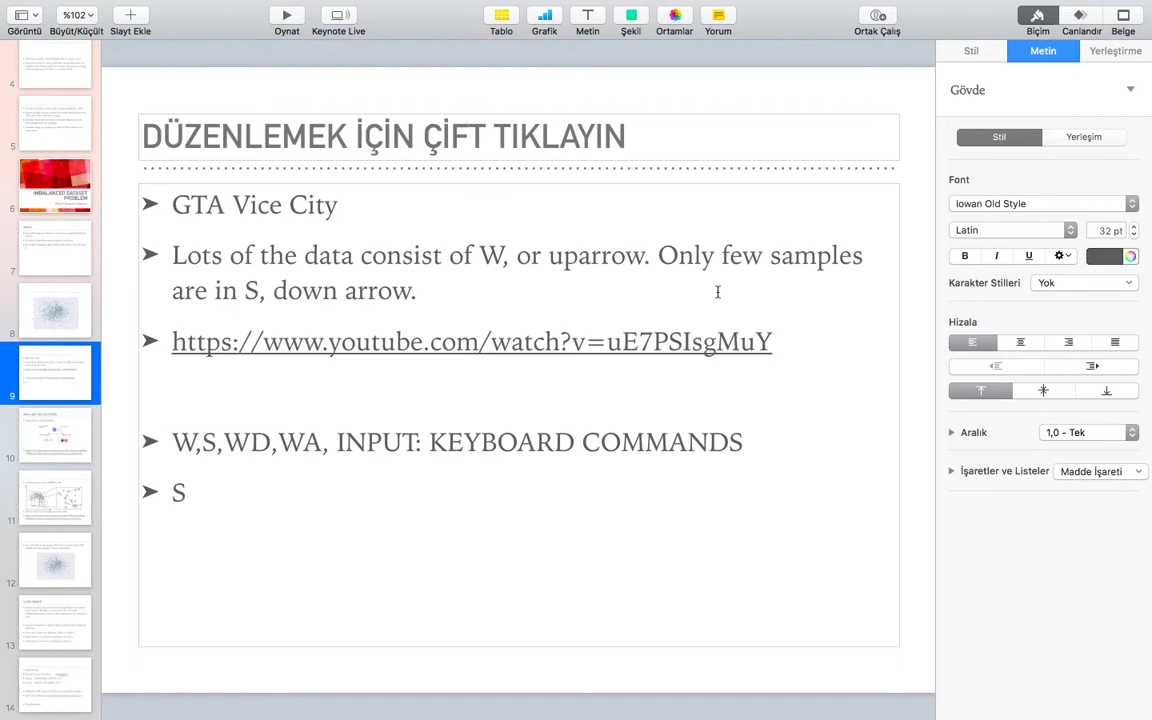 %102
Görüntü
Büyüt/Küçült
Slayt Ekle
Oynat
Keynote Live
Tablo
Grafik
Metin
Şekil
Ortamlar
Yorum
Ortak Çalış
Biçim
Canlandır
Belge
4
5
IMBALANCED DATASET
PROBLEM
6
7
8
9
10
11
12
13
14
DÜZENLEMEK İÇİN ÇİFT TIKLAYIN
➤ GTA Vice City
➤ Lots of the data consist of W, or uparrow. Only few samples
are in S, down arrow.
➤ https://www.youtube.com/watch?v=uE7PSIsgMuY
➤ W,S,WD,WA, INPUT: KEYBOARD COMMANDS
➤ S
Stil
Metin
Yerleştirme
Gövde
Stil
Yerleşim
Font
Iowan Old Style
Latin
32 pt
B
I
U
Karakter Stilleri
Yok
Hizala
Aralık
1,0 - Tek
İşaretler ve Listeler
Madde İşareti